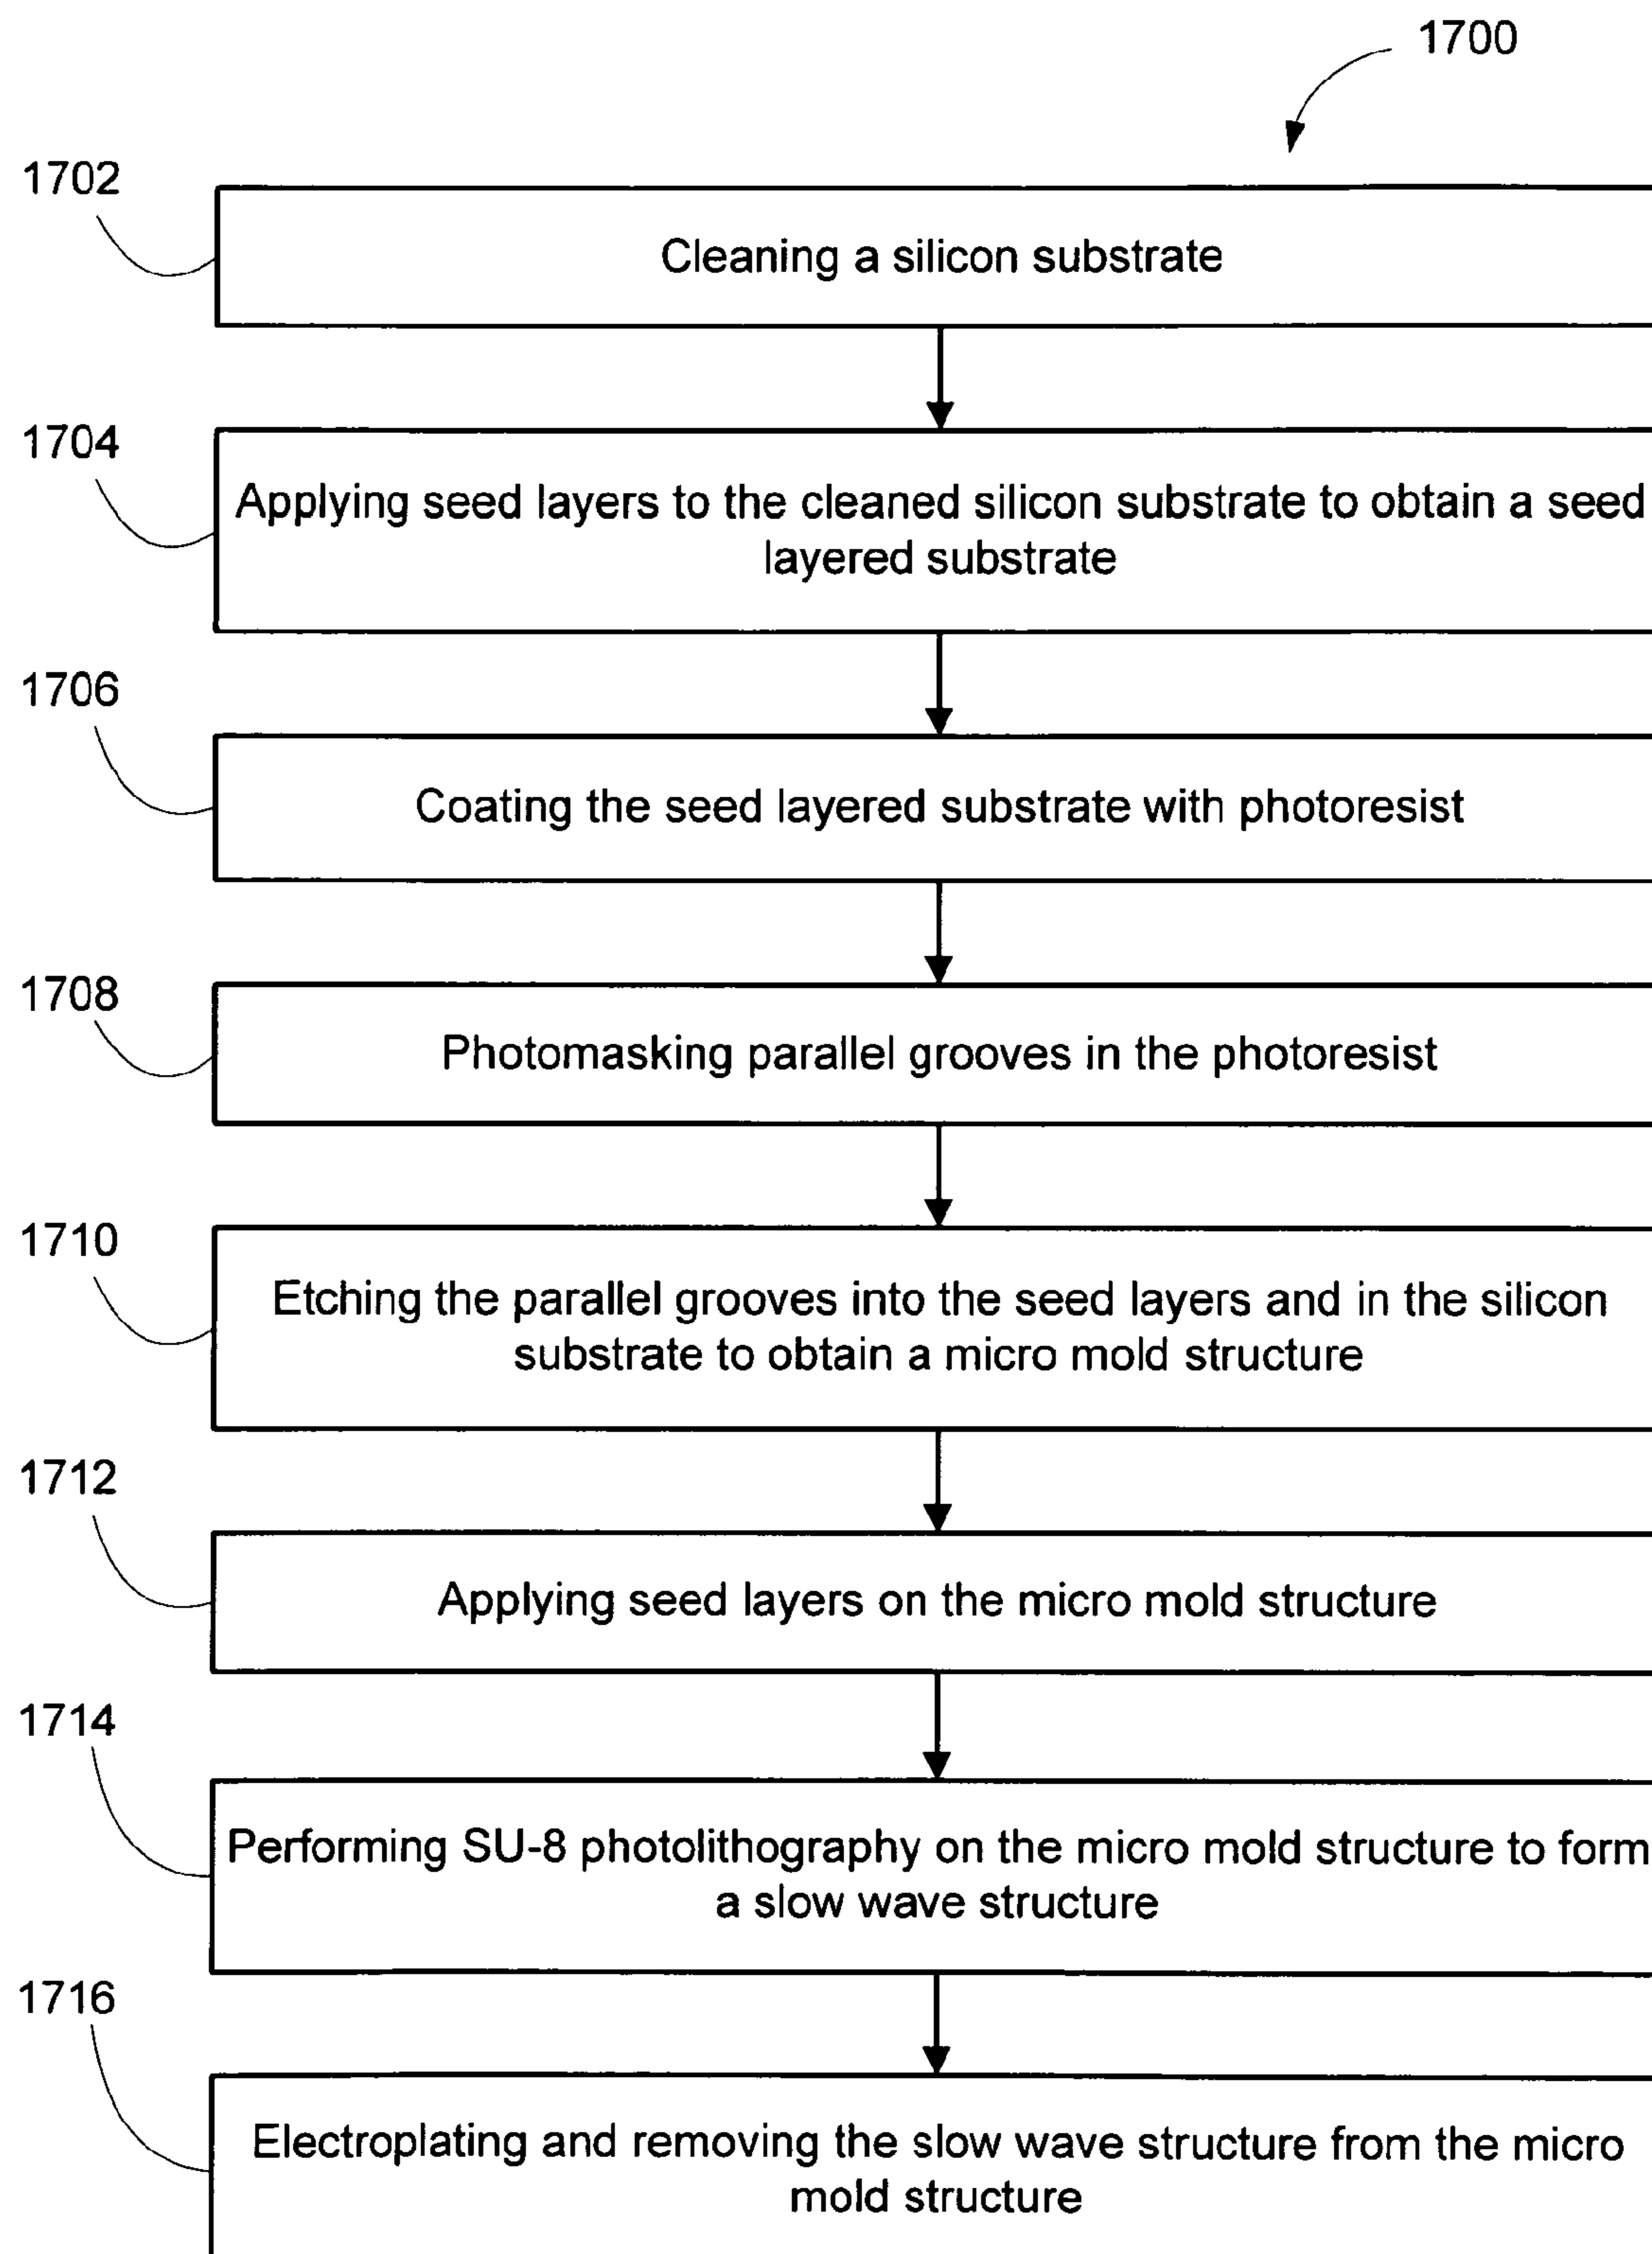 1700
1702
Cleaning a silicon substrate
1704
Applying seed layers to the cleaned silicon substrate to obtain a seed
layered substrate
1706
Coating the seed layered substrate with photoresist
1708
Photomasking parallel grooves in the photoresist
1710
Etching the parallel grooves into the seed layers and in the silicon
substrate to obtain a micro mold structure
1712
Applying seed layers on the micro mold structure
1714
Performing SU-8 photolithography on the micro mold structure to form
a slow wave structure
1716
Electroplating and removing the slow wave structure from the micro
mold structure